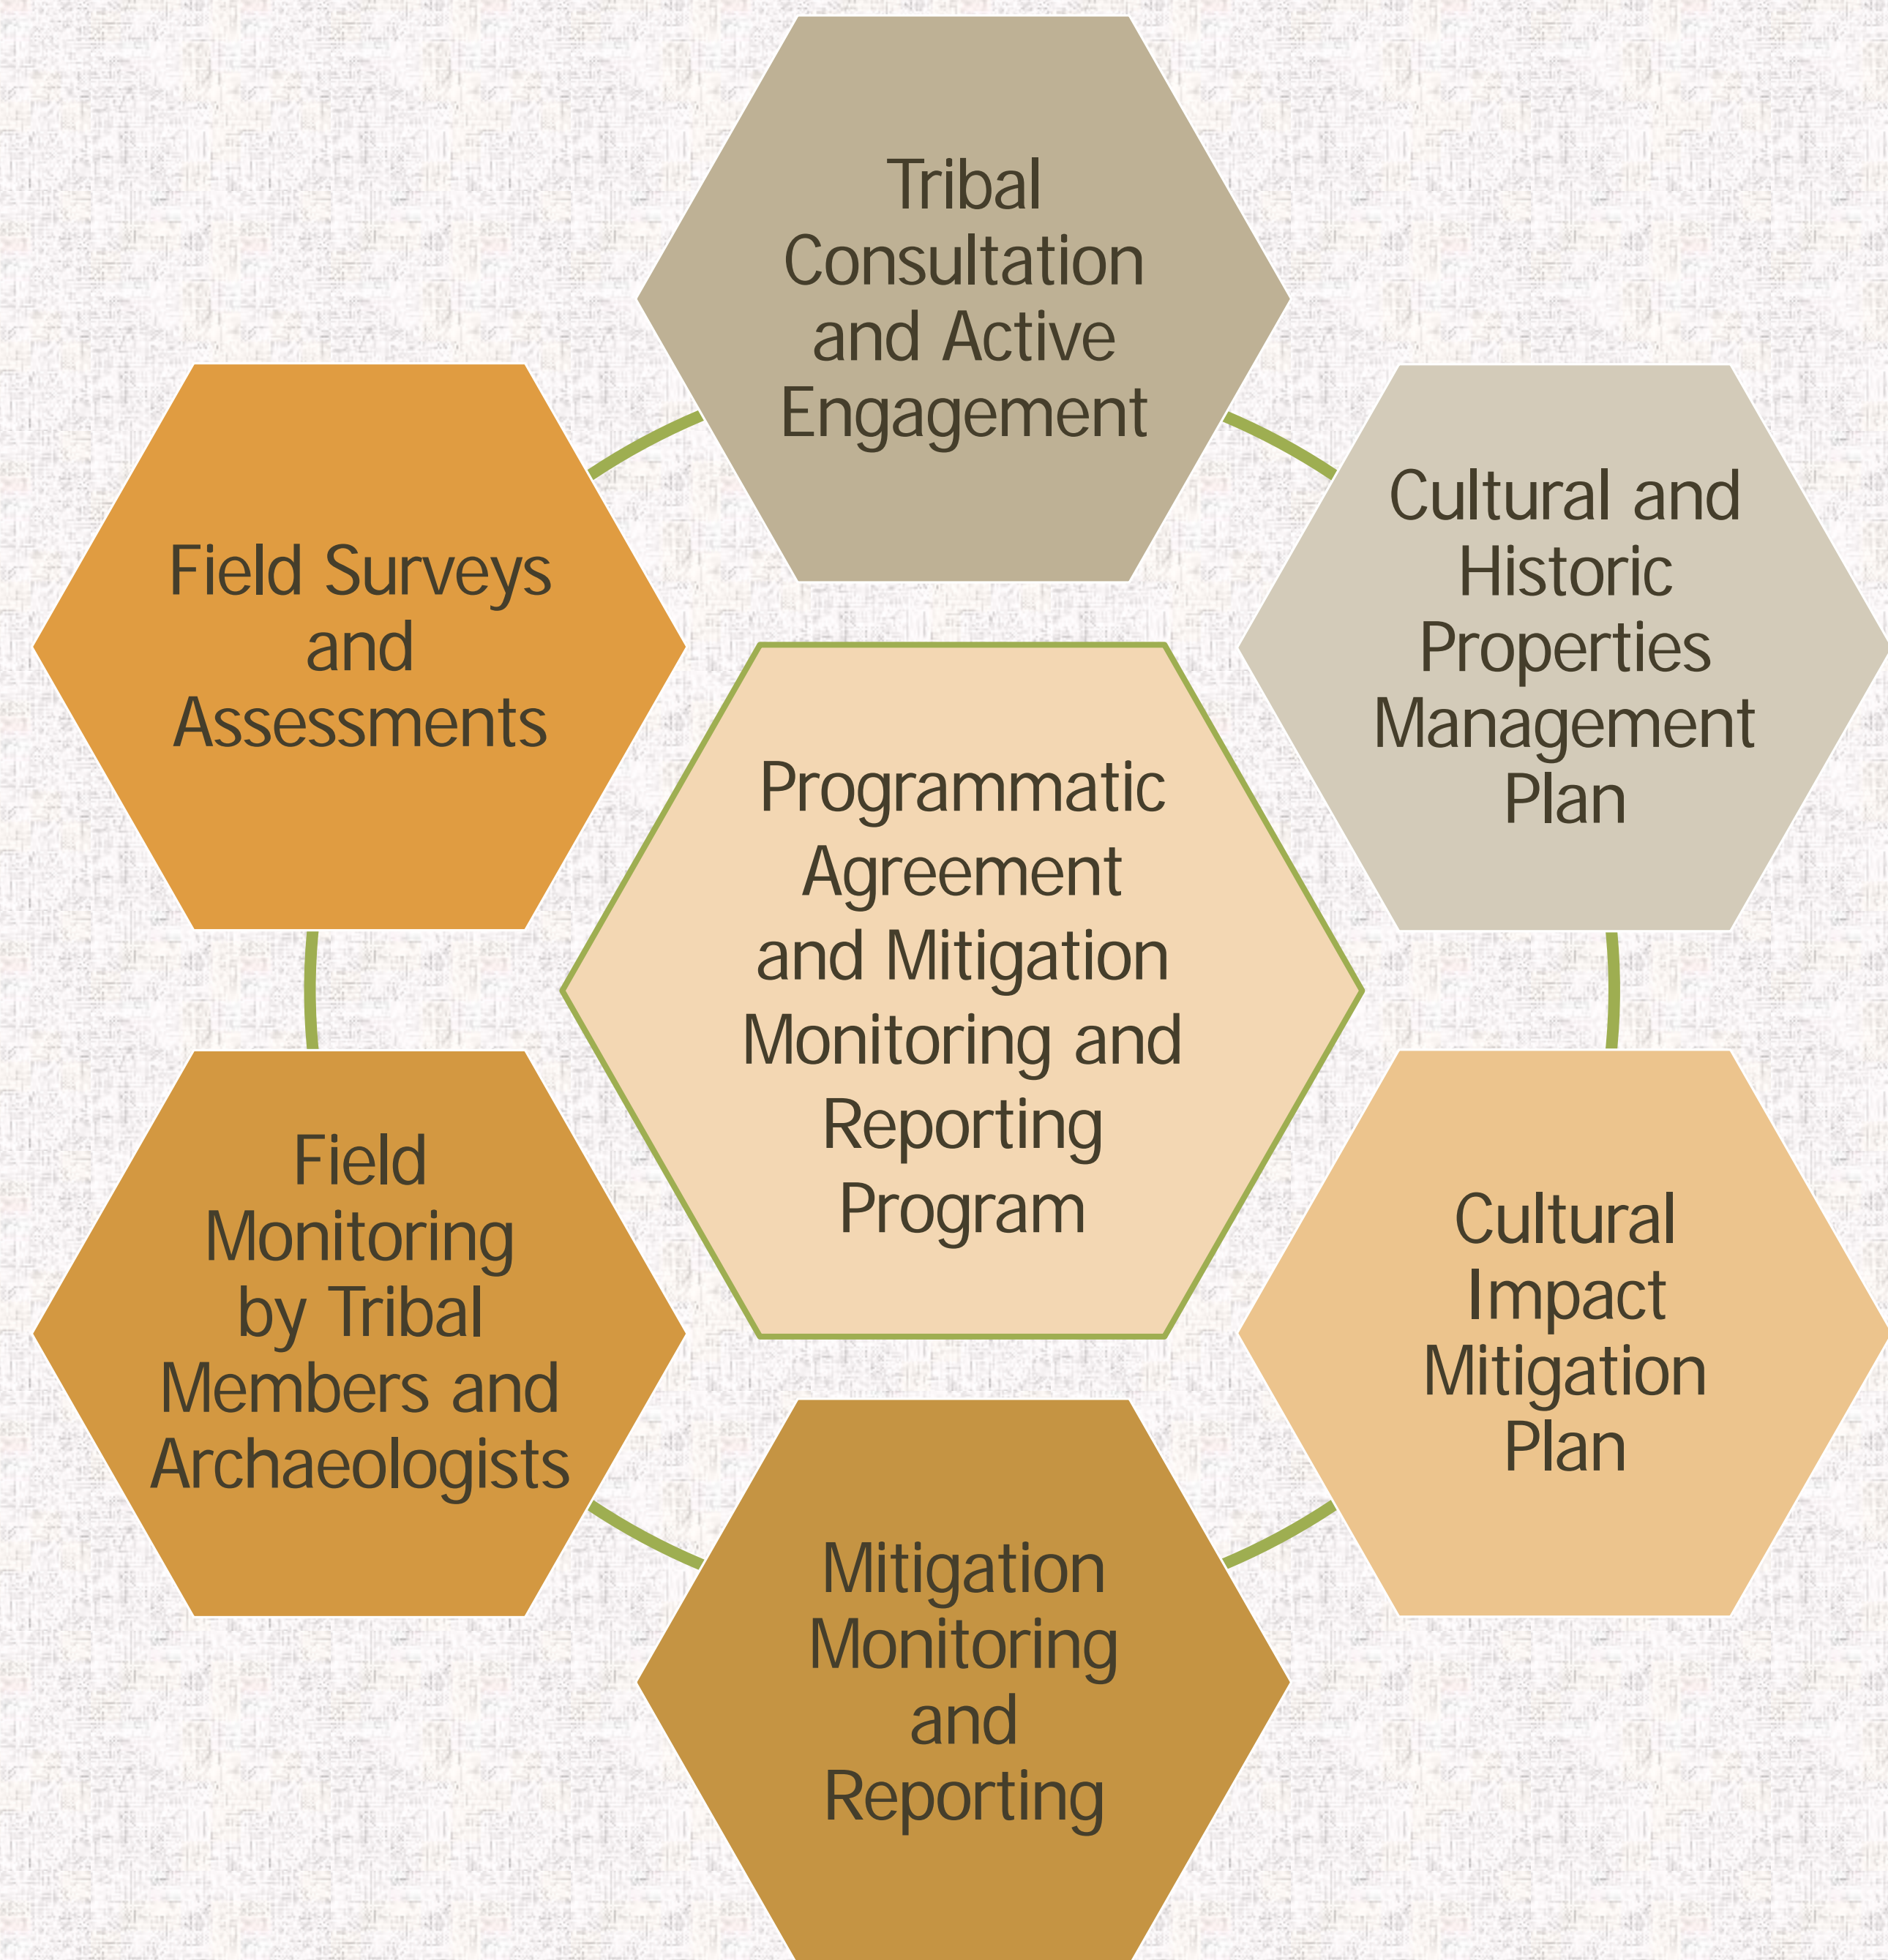 Tribal
Consultation
and Active
Engagement
Cultural and
Historic
Properties
Management
Plan
Cultural
Impact
Mitigation
Plan
Mitigation
Monitoring
and
Reporting
Field
Monitoring
by Tribal
Members and
Archaeologists
Field Surveys
and
Assessments
Programmatic
Agreement
and Mitigation
Monitoring and
Reporting
Program